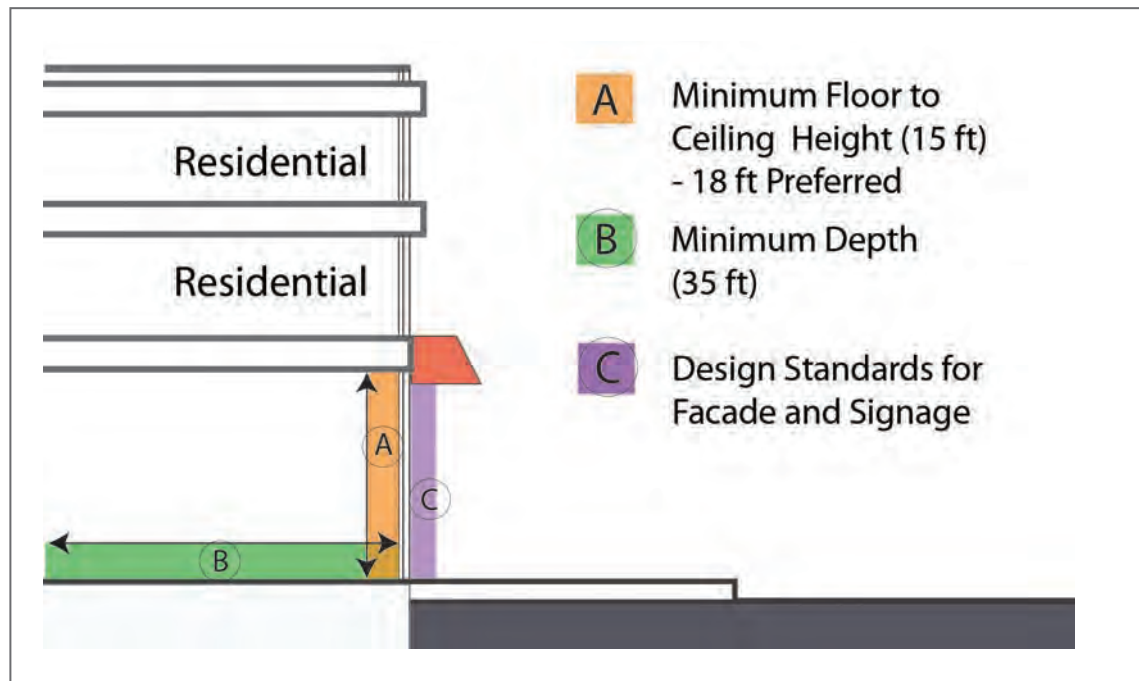 Residential
Residential
A
B
C
A
Minimum Floor to
Ceiling Height (15 ft)
- 18 ft Preferred
B
Minimum Depth
(35 ft)
C
Design Standards for
Facade and Signage